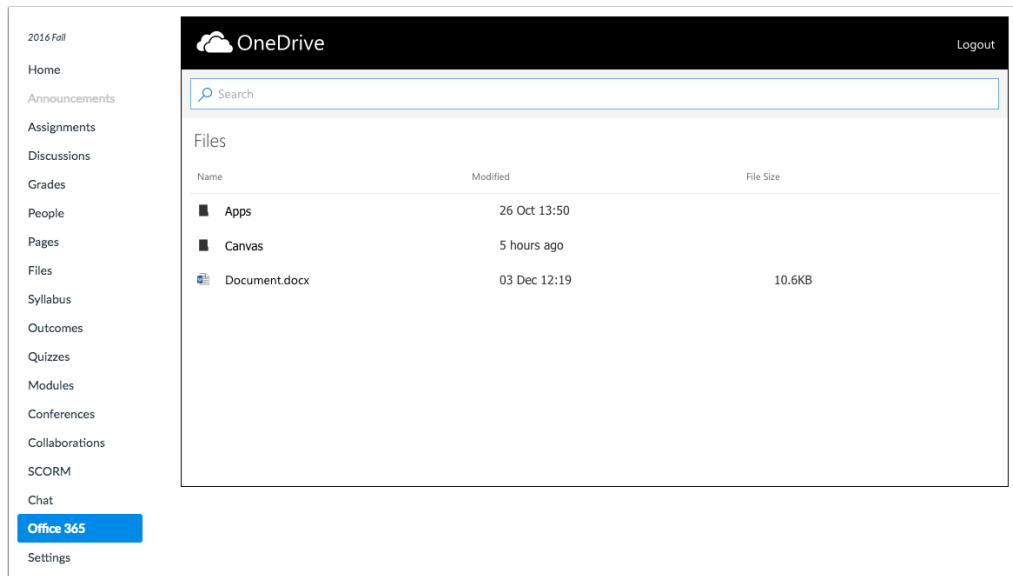 2016 Fall
Home
Announcements
Assignments
Discussions
Grades
People
Pages
Files
Syllabus
Outcomes
Quizzes
Modules
Conferences
Collaborations
SCORM
Chat
Office 365
Settings
OneDrive
Logout
Search
Files
Name Modified File Size
Apps 26 Oct 13:50
Canvas 5 hours ago
Document.docx 03 Dec 12:19 10.6KB